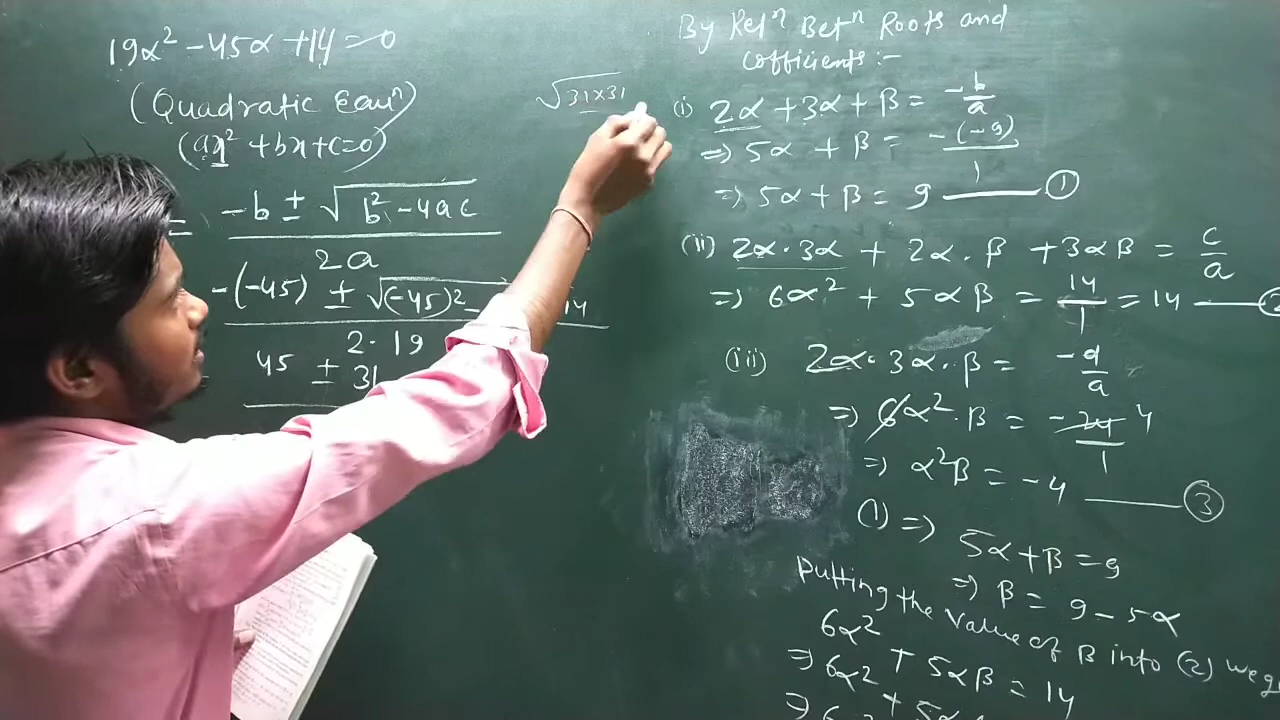 19α² - 45α + 14 = 0
(Quadratic Equⁿ)
(ax² + bx + c = 0)
= -b ± √b² - 4ac
2a
-(-45) ± √(-45)² - 14
2 · 19
45 ± 31
√31×31
By Relⁿ Betⁿ Roots and
cofficients :-
(i) 2α + 3α + β = -b/a
=> 5α + β = -(-9)/1
=> 5α + β = 9 ①
(ii) 2α · 3α + 2α · β + 3αβ = c/a
=> 6α² + 5αβ = 14/1 = 14 ②
(iii) 2α · 3α · β = -d/a
=> 6α² · β = -24/1 4
=> α²β = -4 ③
(1) => 5α + β = 9
=> β = 9 - 5α
Putting the value of β into (2) we
6α² + 5αβ = 14
=> 6α² + 5α
=>